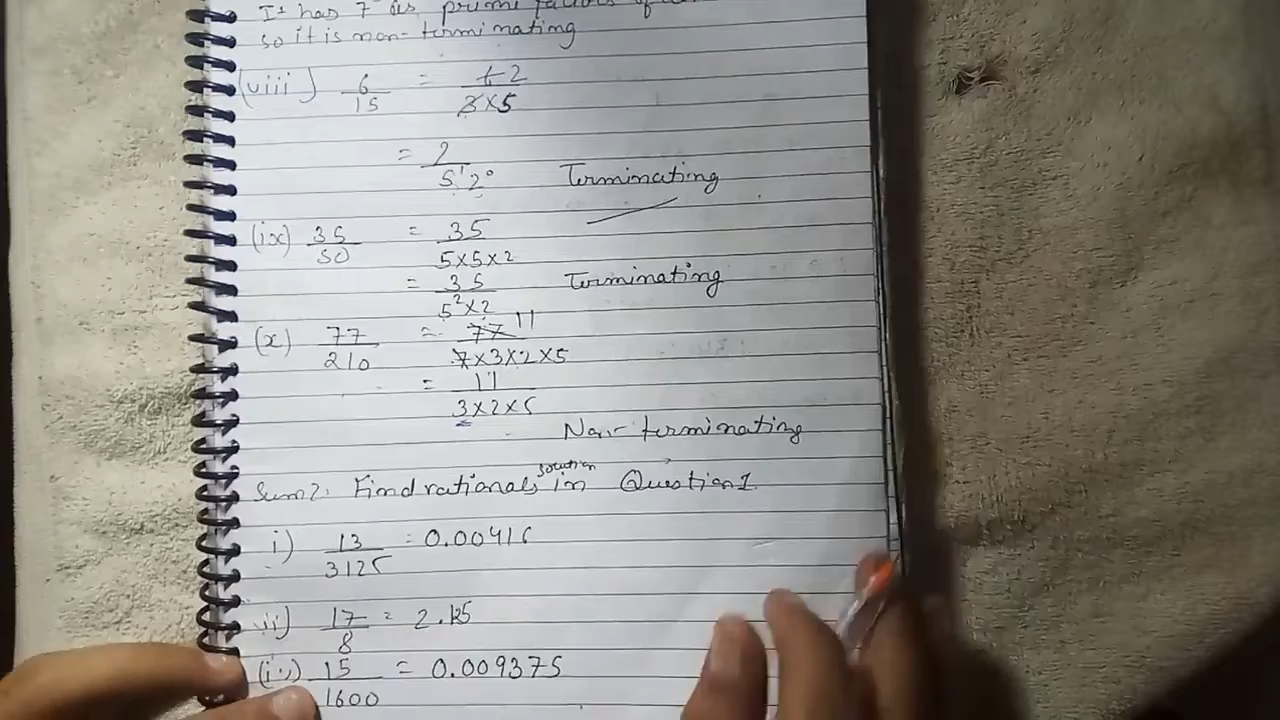 It has 7 as prime factors of
so it is non-terminating
(viii) 6/15 = 6 2/3×5
= 2/5¹2⁰ Terminating
(ix) 35/50 = 35/5×5×2
= 35/5²×2 Terminating
(x) 77/210 = 77 11/7×3×2×5
= 11/3×2×5
Non-terminating
Sum 2. Find rationals solution in Question 1.
i) 13/3125 = 0.00416
ii) 17/8 = 2.125
15/1600 = 0.009375